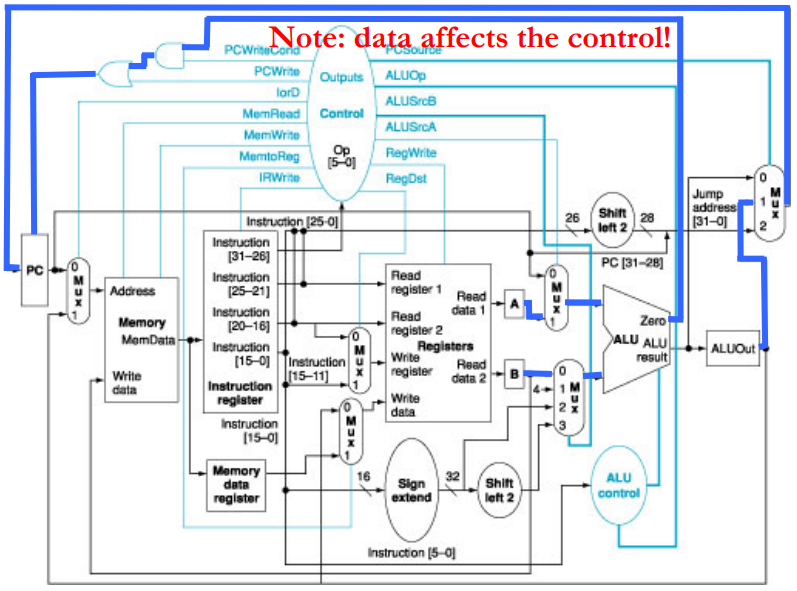 Note: data affects the control!
PCWriteCond
PCSource
PCWrite
Outputs
ALUOp
IorD
ALUSrcB
MemRead
Control
MemWrite
ALUSrcA
MemtoReg
Op
[5–0]
RegWrite
IRWrite
RegDst
0
1
2
M
u
x
Jump
address
[31–0]
Instruction [25-0]
26
Shift
left 2
28
PC [31–28]
PC
0
M
u
x
1
Address
Memory
MemData
Write
data
Instruction
[31–26]
Instruction
[25–21]
Instruction
[20–16]
Instruction
[15–0]
Instruction
register
Instruction
[15–11]
Instruction
[15–0]
Memory
data
register
0
M
u
x
1
0
M
u
x
1
Read
register 1
Read
register 2
Registers
Write
register
Write
data
Read
data 1
Read
data 2
A
B
0
M
u
x
1
0
1
2
3
M
u
x
4
Zero
ALU
ALU
result
ALUOut
16
Sign
extend
32
Shift
left 2
ALU
control
Instruction [5–0]